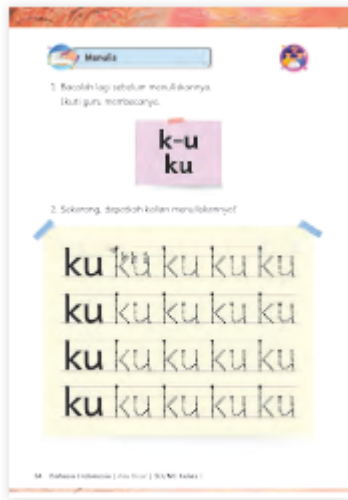 Menulis
1. Bacalah lagi sebelum menuliskannya.
Ikuti guru membacanya.
k-u
ku
2. Sekarang, dapatkah kalian menuliskannya?
ku ku ku ku ku
ku ku ku ku ku
ku ku ku ku ku
ku ku ku ku ku
Bahasa Indonesia | Aku Bisa! | SD/MI Kelas I